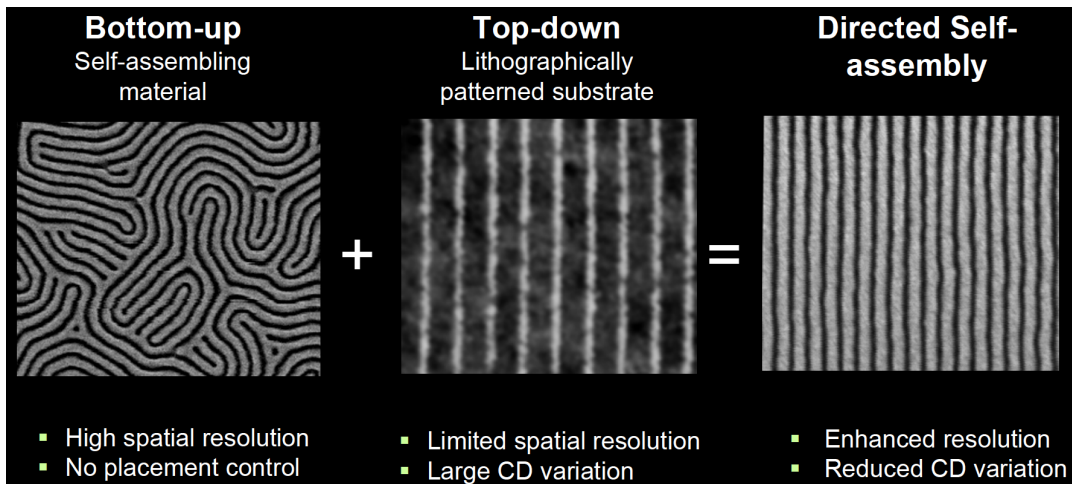 Bottom-up
Self-assembling
material
Top-down
Lithographically
patterned substrate
Directed Self-
assembly
+
=
▪ High spatial resolution
▪ No placement control
▪ Limited spatial resolution
▪ Large CD variation
▪ Enhanced resolution
▪ Reduced CD variation